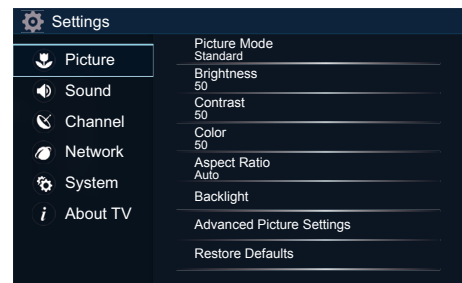 Settings
Picture
Sound
Channel
Network
System
i About TV
Picture Mode
Standard
Brightness
50
Contrast
50
Color
50
Aspect Ratio
Auto
Backlight
Advanced Picture Settings
Restore Defaults